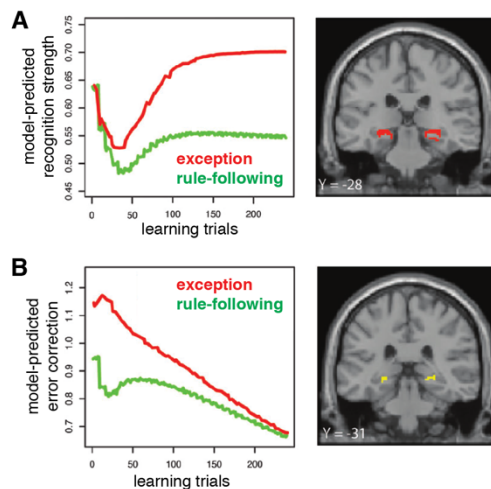 A
model-predicted
recognition strength
0.75
0.70
0.65
0.60
0.55
0.50
0.45
exception
rule-following
0 50 100 150 200
learning trials
Y = -28
B
model-predicted
error correction
1.2
1.1
1.0
0.9
0.8
0.7
exception
rule-following
0 50 100 150 200
learning trials
Y = -31